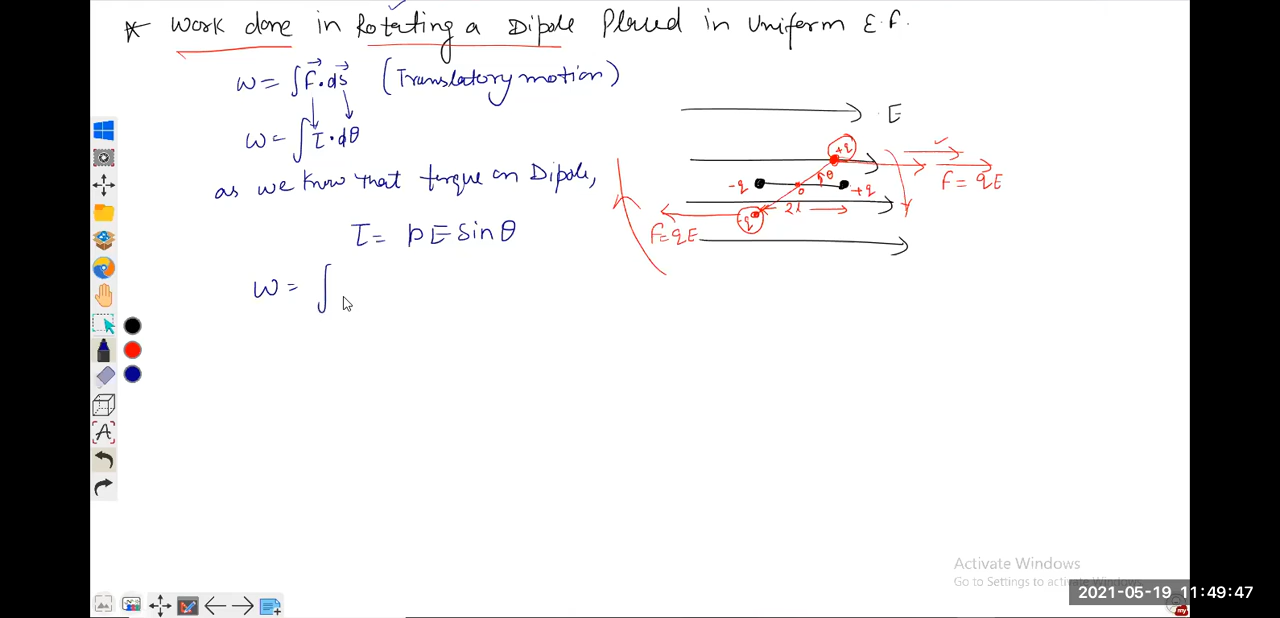 * Work done in Rotating a Dipole Placed in Uniform E.F.
W = ∫F⃗·ds⃗ (Translatory motion)
W = ∫τ·dθ
as we know that torque on Dipole,
τ = pE sinθ
W = ∫
E
+q
θ
F = qE
-q
o
+q
2l
-q
F = qE
A
Activate Windows
Go to Settings to activate Windows.
2021-05-19 11:49:47